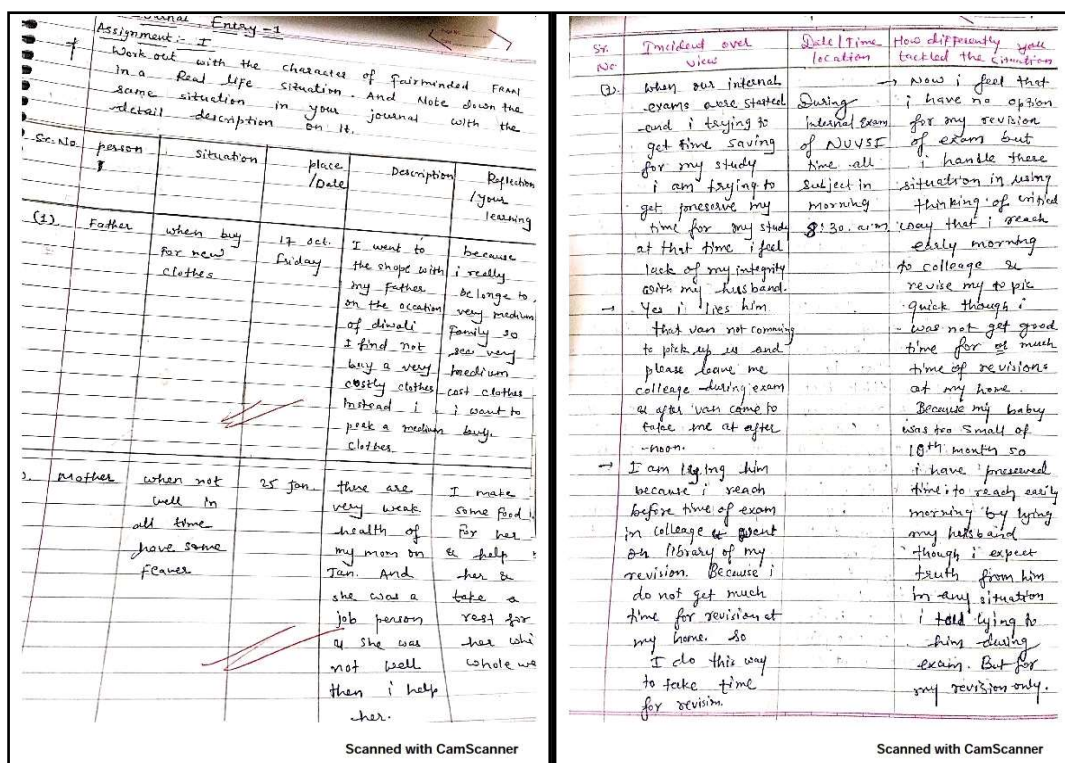 Journal Entry-1
Assignment:- I
Work out with the character of fairminded
in a Real life situation. And Note down the
same situation in your journal with the
detail description on it.
Sr.No. person situation place /Date Description Reflection /your learning
(1). Father
when buy
for new
clothes
17 oct.
friday
I went to
the shope with
my Father
on the occation
of diwali
I find not
buy a very
costly clothes
Instead i
peek a medium
clothes.
because
i really
belonge to
very medium
family so
see very
medium
cost clothes
i want to
buy.
Mother
when not
well in
all time
have some
feaver
25 Jan
there are
very weak
health of
my mom on
Jan. And
she was a
job person
& she was
not well
then i help
her.
I make
some food
for her
& help
her &
take a
rest for
her whi
whole we
Scanned with CamScanner
Sr. No. Incident over view Date/Time location How differently you tackled the situation
when our internal
exams were started
and i trying to
get time saving
for my study
i am trying to
get preserve my
time for my study
at that time i feel
lack of my integrity
with my husband.
→ Yes i lies him
that van not comming
to pick up us and
please leave me
colleage during exam
& after van come to
take me at after
-noon.
→ I am lying him
because i reach
before time of exam
in colleage & went
on library of my
revision. Because i
do not get much
time for revision at
my home. so
I do this way
to take time
for revision.
During
internal Exam
of NUVSI
time all
subject in
morning
8:30. a.m
→ Now i feel that
i have no option
for my revision
of exam but
i handle there
situation in using
thinking of critical
way that i reach
early morning
to colleage &
revise my topic
quick though i
was not get good
time for much
time of revisions
at my home.
Because my baby
was too small of
10th month so
i have preserved
time to reach early
morning by lying
my husband
though i expect
truth from him
in any situation
i told lying to
him during
exam. But for
my revision only.
Scanned with CamScanner